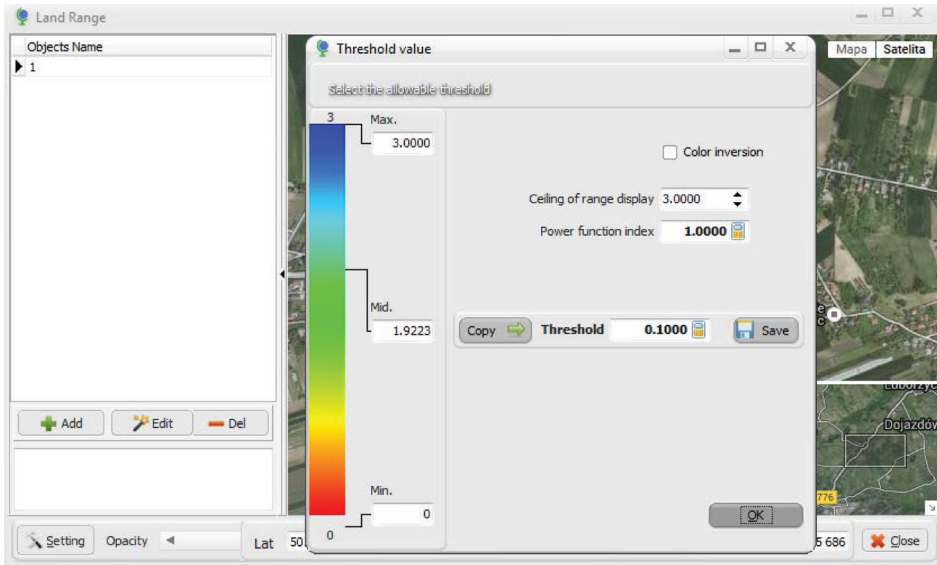 Land Range
Objects Name
1
Add
Edit
Del
Setting
Opacity
Lat 50.
Threshold value
Select the allowable threshold
3
Max.
3.0000
Mid.
1.9223
Min.
0
0
Color inversion
Ceiling of range display 3.0000
Power function index 1.0000
Copy Threshold 0.1000 Save
OK
Mapa Satelita
Dojazdów
776
5 686
Close